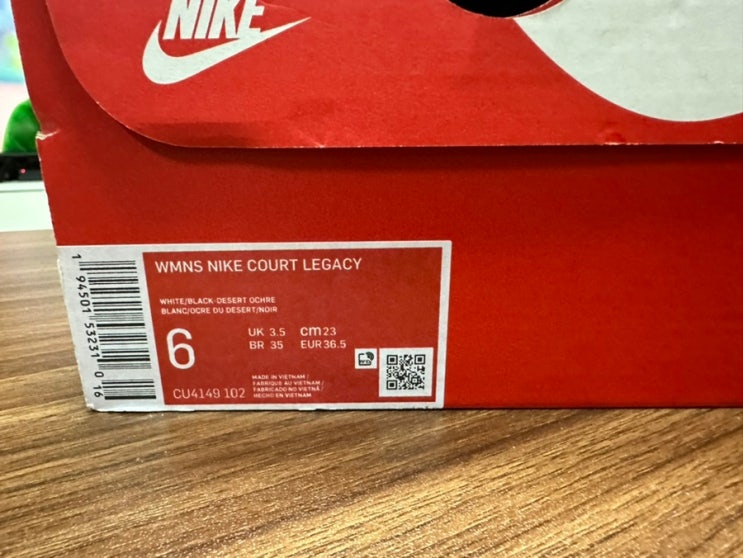 NIKE
WMNS NIKE COURT LEGACY
WHITE/BLACK-DESERT OCHRE
BLANC/OCRE DU DESERT/NOIR
6
UK 3.5 cm 23
BR 35 EUR 36.5
MADE IN VIETNAM /
FABRIQUE AU VIETNAM /
FABRICADO NO VIETNÃ /
HECHO EN VIETNAM
CU4149 102
1 94501 53231 0 16